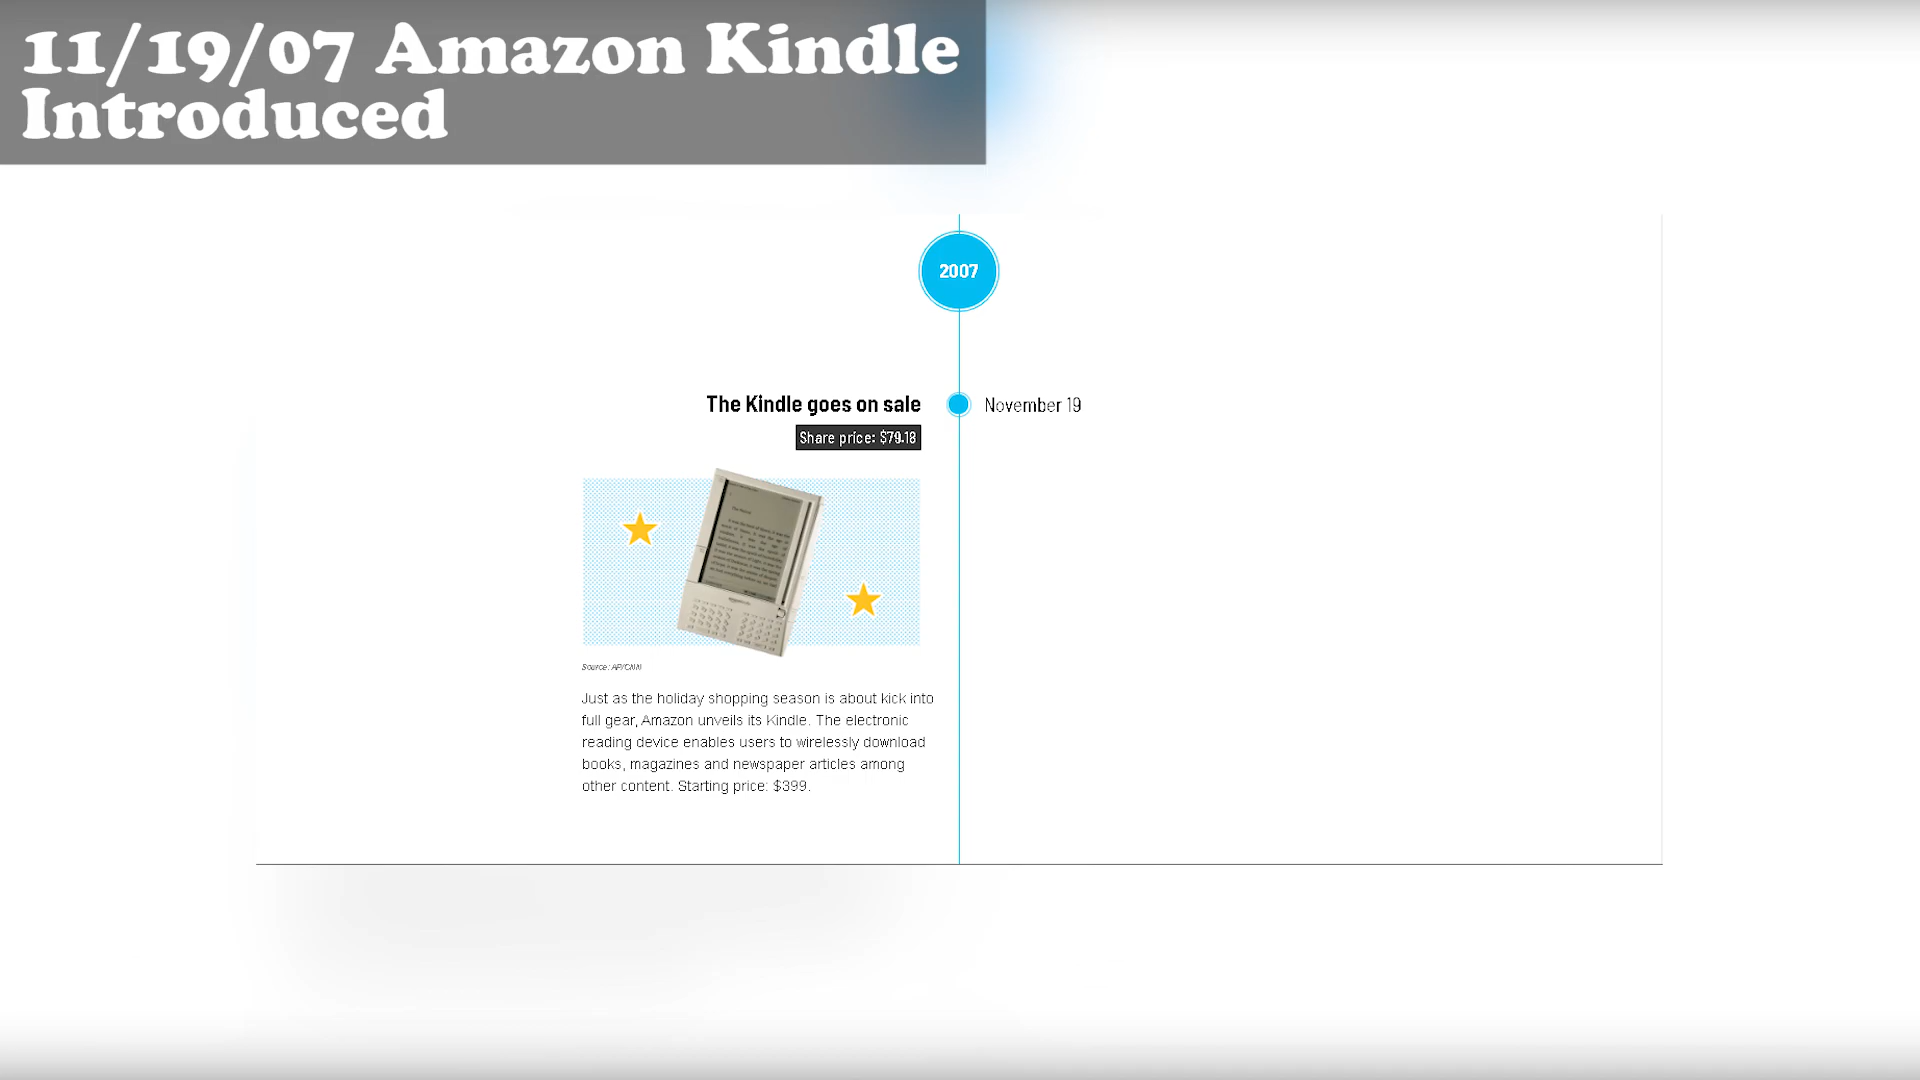 11/19/07 Amazon Kindle
Introduced
2007
The Kindle goes on sale
November 19
Share price: $79.18
Source: AP/CNN
Just as the holiday shopping season is about kick into
full gear, Amazon unveils its Kindle. The electronic
reading device enables users to wirelessly download
books, magazines and newspaper articles among
other content. Starting price: $399.